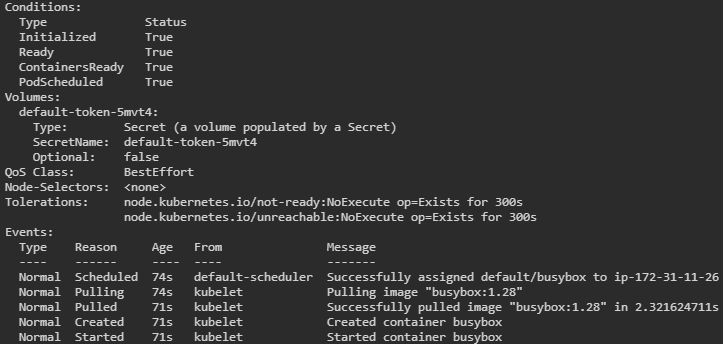 Conditions:
Type Status
Initialized True
Ready True
ContainersReady True
PodScheduled True
Volumes:
default-token-5mvt4:
Type: Secret (a volume populated by a Secret)
SecretName: default-token-5mvt4
Optional: false
QoS Class: BestEffort
Node-Selectors: <none>
Tolerations: node.kubernetes.io/not-ready:NoExecute op=Exists for 300s
node.kubernetes.io/unreachable:NoExecute op=Exists for 300s
Events:
Type Reason Age From Message
---- ------ ---- ---- -------
Normal Scheduled 74s default-scheduler Successfully assigned default/busybox to ip-172-31-11-26
Normal Pulling 74s kubelet Pulling image "busybox:1.28"
Normal Pulled 71s kubelet Successfully pulled image "busybox:1.28" in 2.321624711s
Normal Created 71s kubelet Created container busybox
Normal Started 71s kubelet Started container busybox